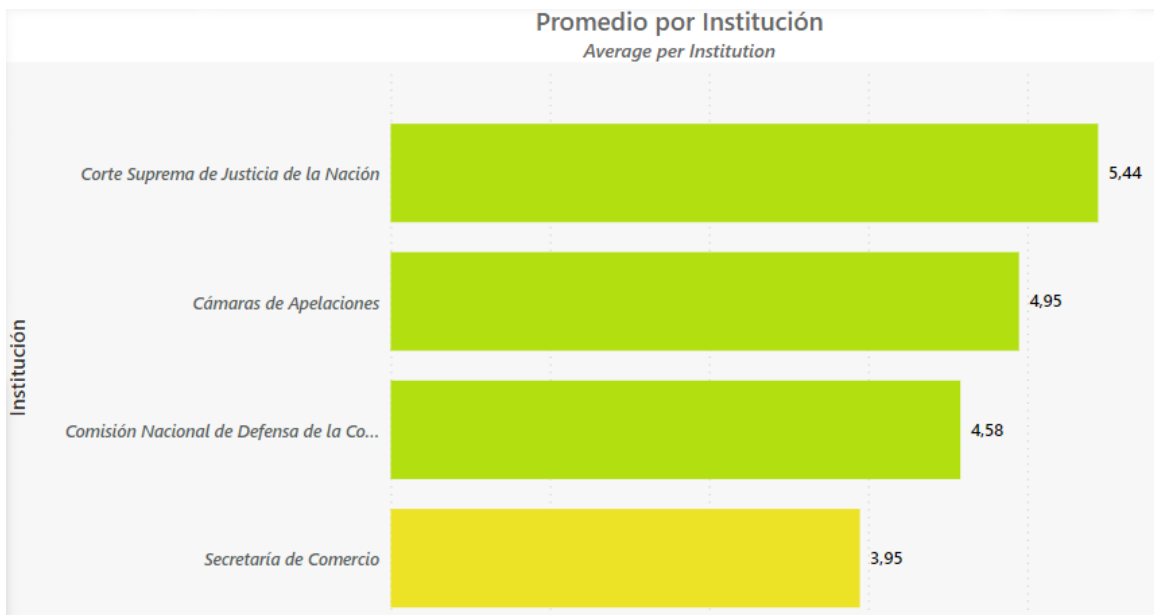 Promedio por Institución
Average per Institution
Institución
Corte Suprema de Justicia de la Nación
5,44
Cámaras de Apelaciones
4,95
Comisión Nacional de Defensa de la Co...
4,58
Secretaría de Comercio
3,95